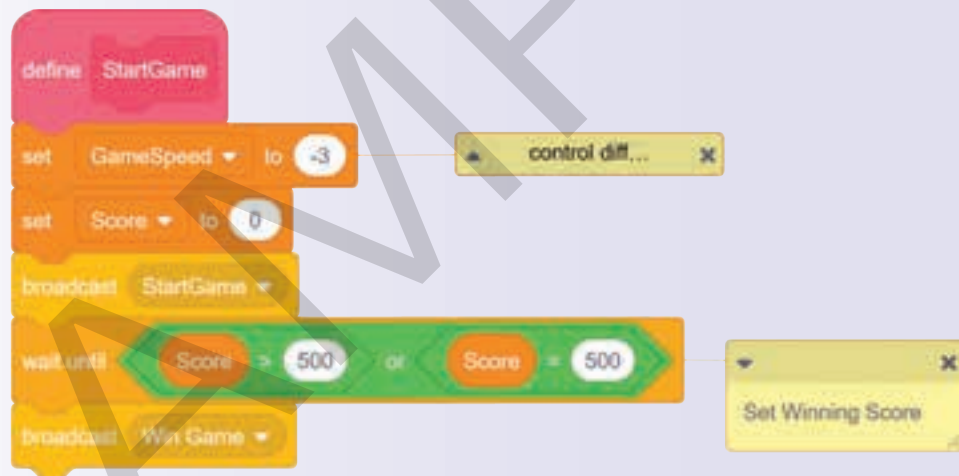 define StartGame
set GameSpeed to -3
control diff...
set Score to 0
broadcast StartGame
wait until Score > 500 or Score = 500
Set Winning Score
broadcast Win Game
AMP